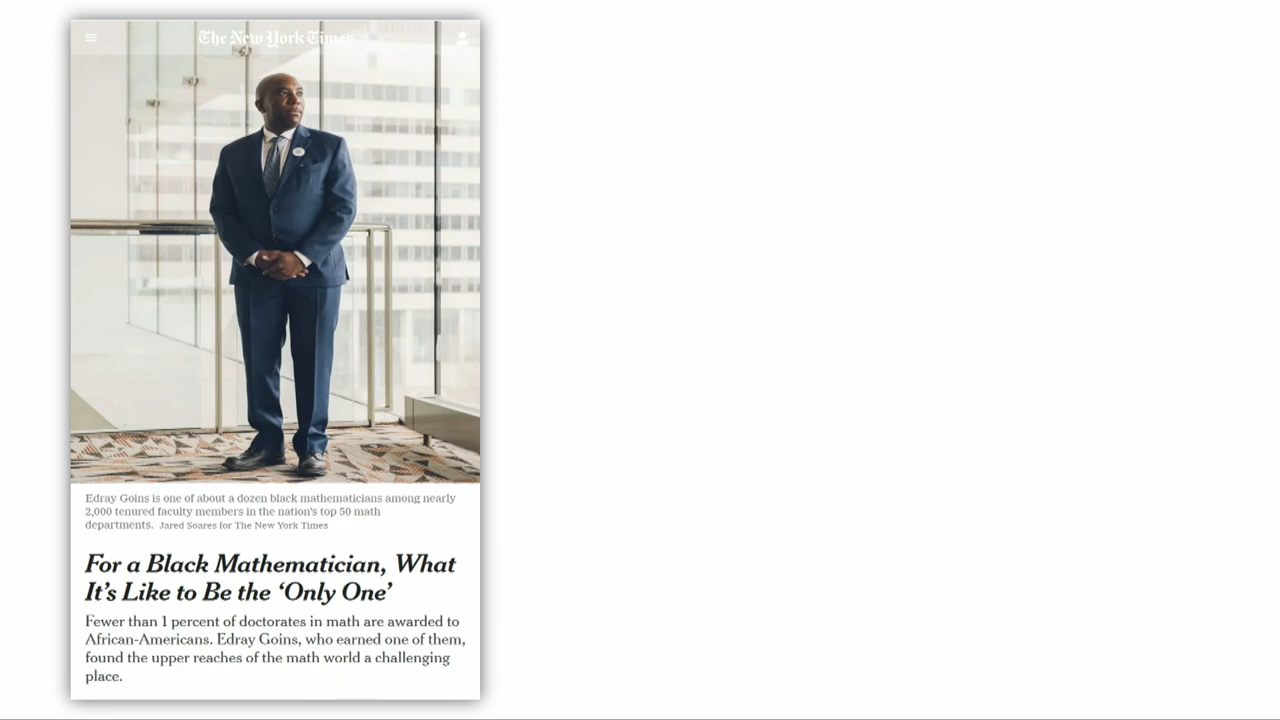 The New York Times
Edray Goins is one of about a dozen black mathematicians among nearly
2,000 tenured faculty members in the nation's top 50 math
departments. Jared Soares for The New York Times
For a Black Mathematician, What
It's Like to Be the ‘Only One’
Fewer than 1 percent of doctorates in math are awarded to
African-Americans. Edray Goins, who earned one of them,
found the upper reaches of the math world a challenging
place.